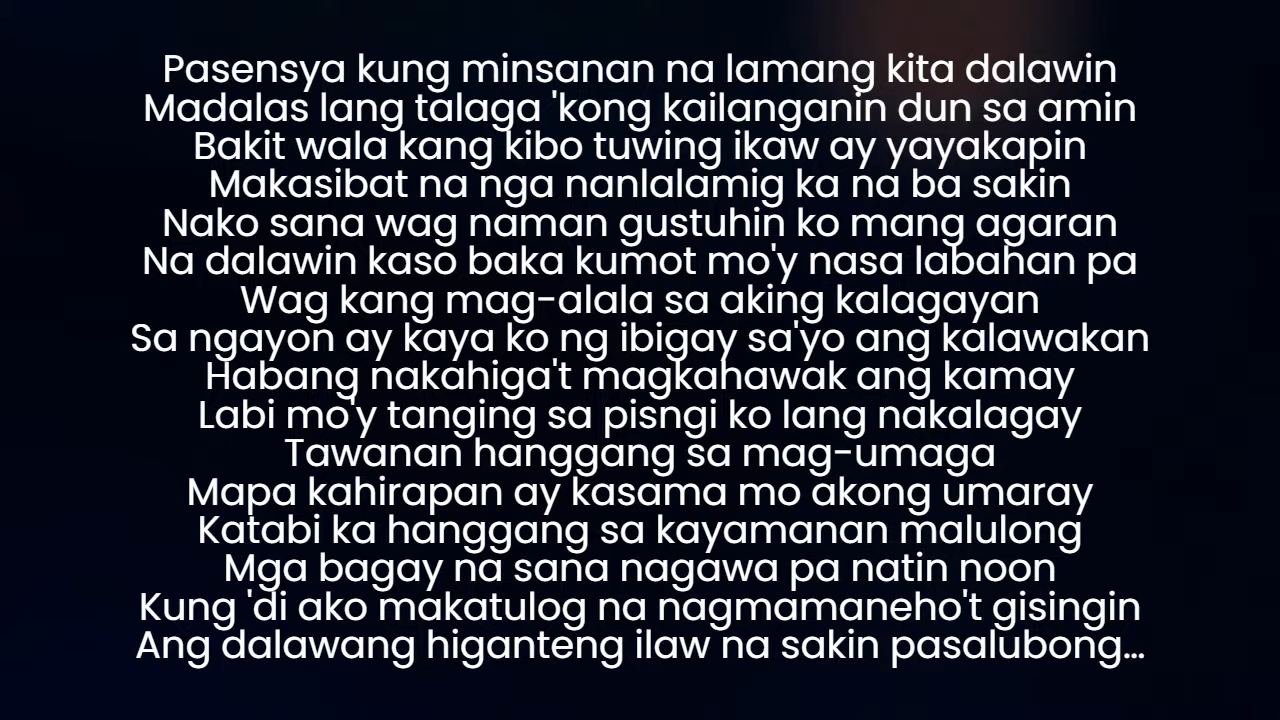 Pasensya kung minsanan na lamang kita dalawin
Madalas lang talaga 'kong kailanganin dun sa amin
Bakit wala kang kibo tuwing ikaw ay yayakapin
Makasibat na nga nanlalamig ka na ba sakin
Nako sana wag naman gustuhin ko mang agaran
Na dalawin kaso baka kumot mo'y nasa labahan pa
Wag kang mag-alala sa aking kalagayan
Sa ngayon ay kaya ko ng ibigay sa'yo ang kalawakan
Habang nakahiga't magkahawak ang kamay
Labi mo'y tanging sa pisngi ko lang nakalagay
Tawanan hanggang sa mag-umaga
Mapa kahirapan ay kasama mo akong umaray
Katabi ka hanggang sa kayamanan malulong
Mga bagay na sana nagawa pa natin noon
Kung 'di ako makatulog na nagmamaneho't gisingin
Ang dalawang higanteng ilaw na sakin pasalubong...